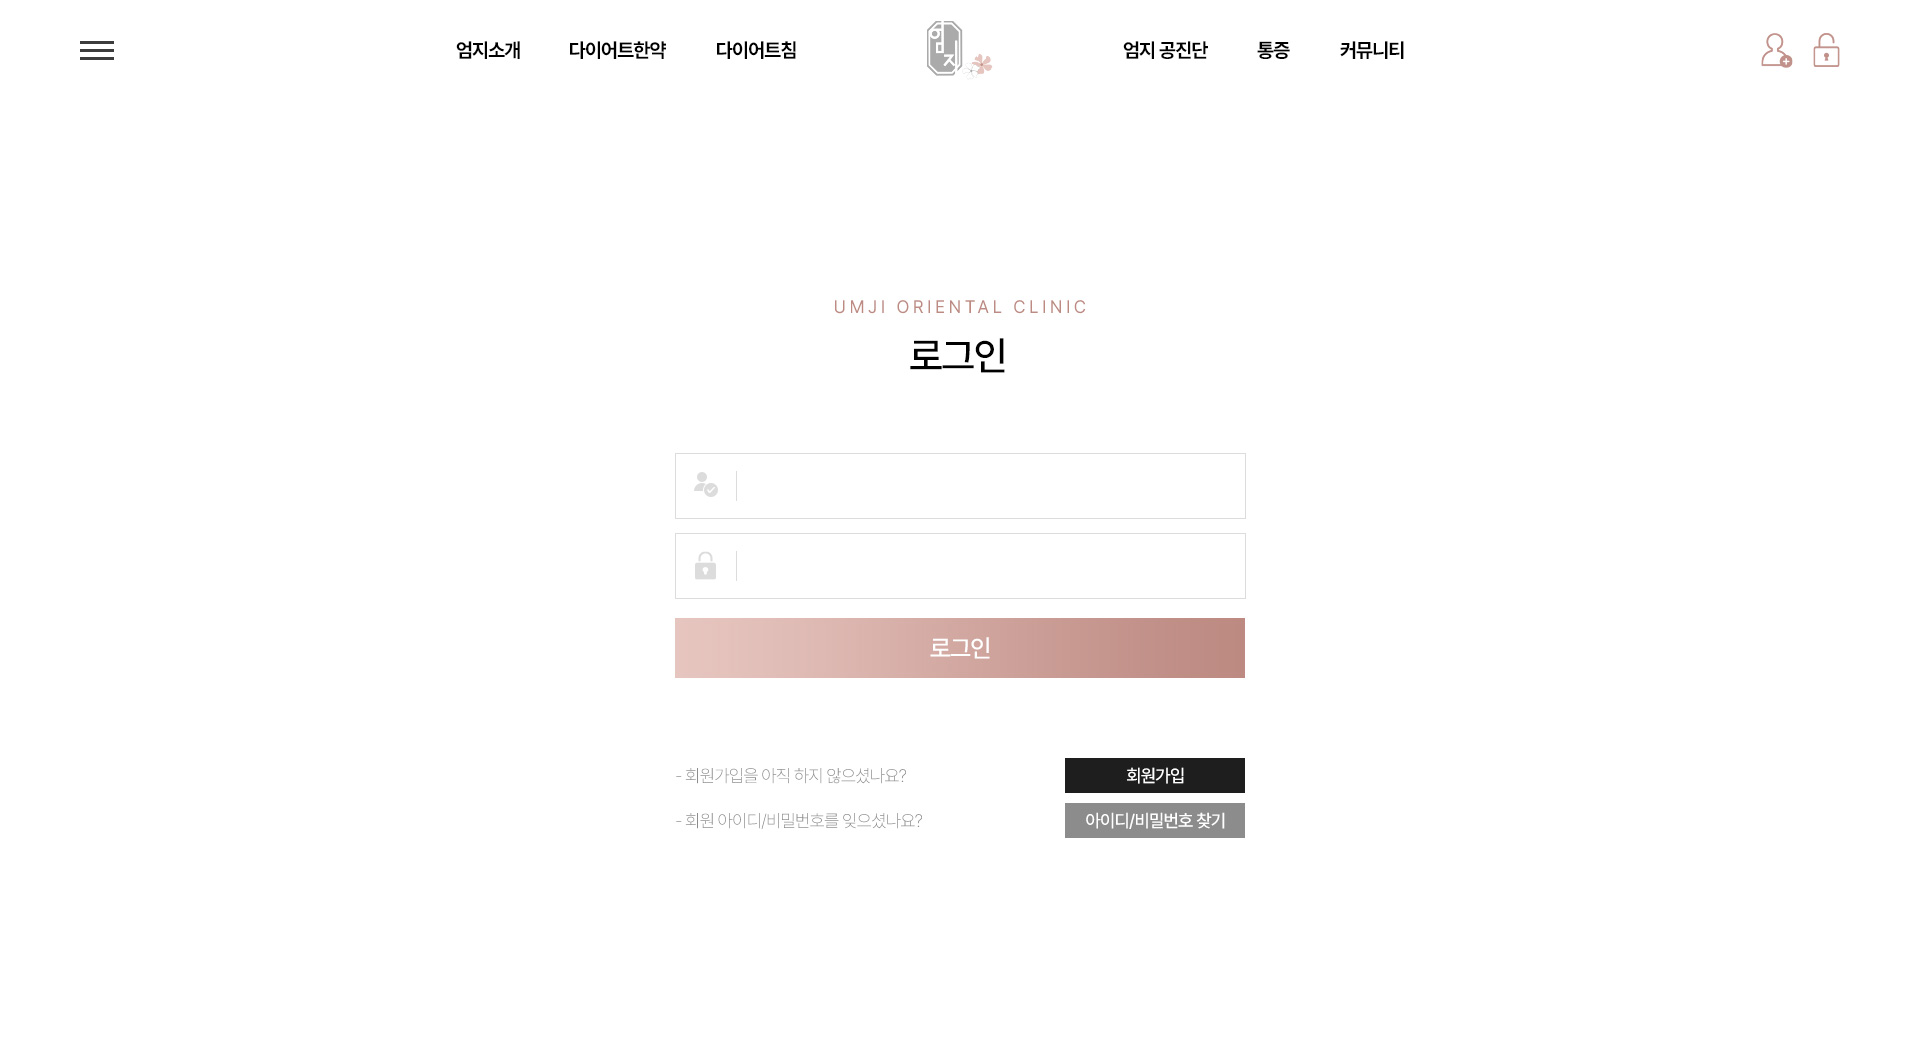 엄지소개 다이어트한약 다이어트침 엄지 엄지 공진단 통증 커뮤니티
UMJI ORIENTAL CLINIC
로그인
로그인
- 회원가입을 아직 하지 않으셨나요? 회원가입
- 회원 아이디/비밀번호를 잊으셨나요? 아이디/비밀번호 찾기